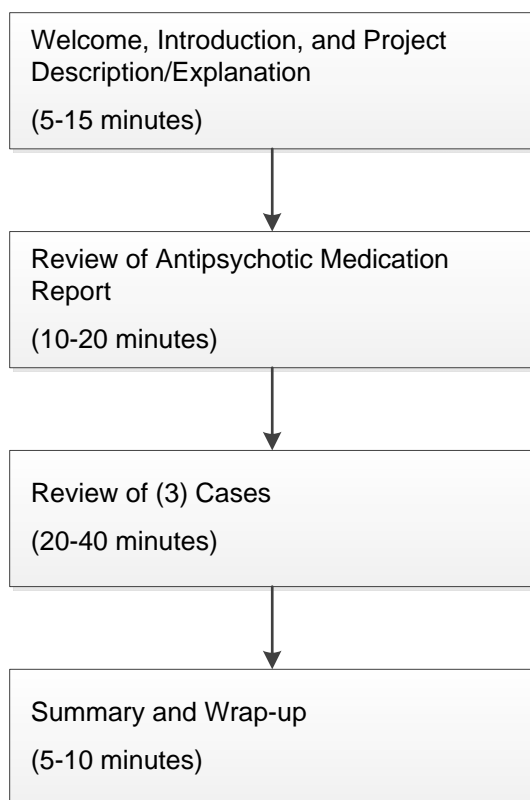 Welcome, Introduction, and Project
Description/Explanation
(5-15 minutes)
Review of Antipsychotic Medication
Report
(10-20 minutes)
Review of (3) Cases
(20-40 minutes)
Summary and Wrap-up
(5-10 minutes)